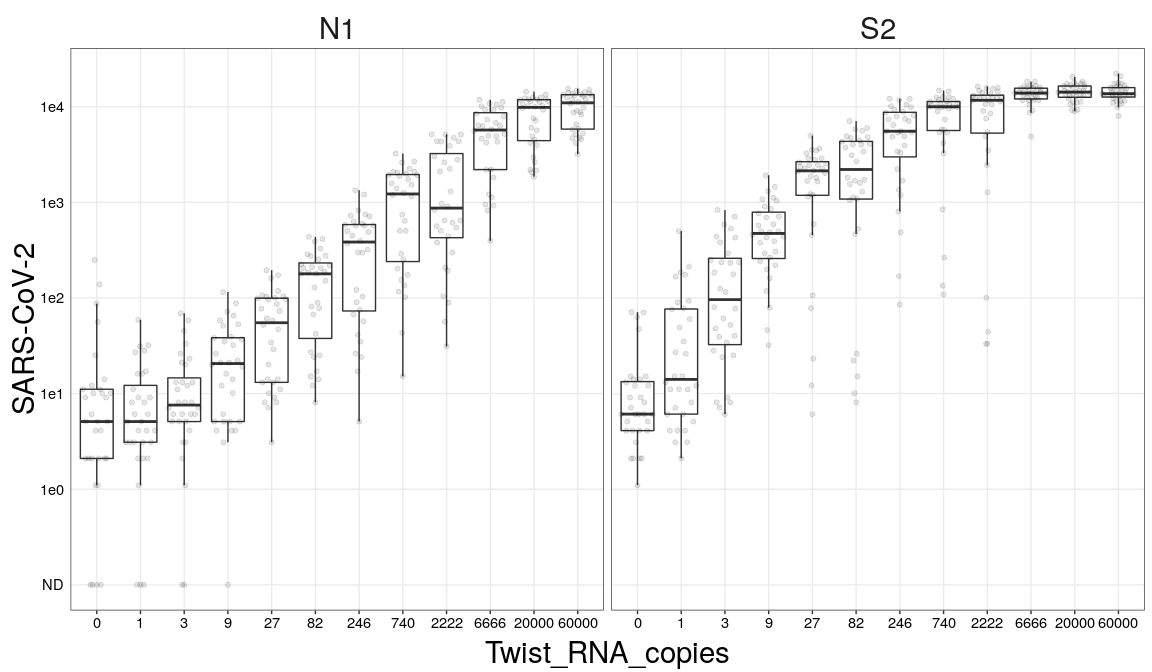 N1
S2
SARS-CoV-2
1e4
1e3
1e2
1e1
1e0
ND
0 1 3 9 27 82 246 740 2222 6666 20000 60000
0 1 3 9 27 82 246 740 2222 6666 20000 60000
Twist_RNA_copies